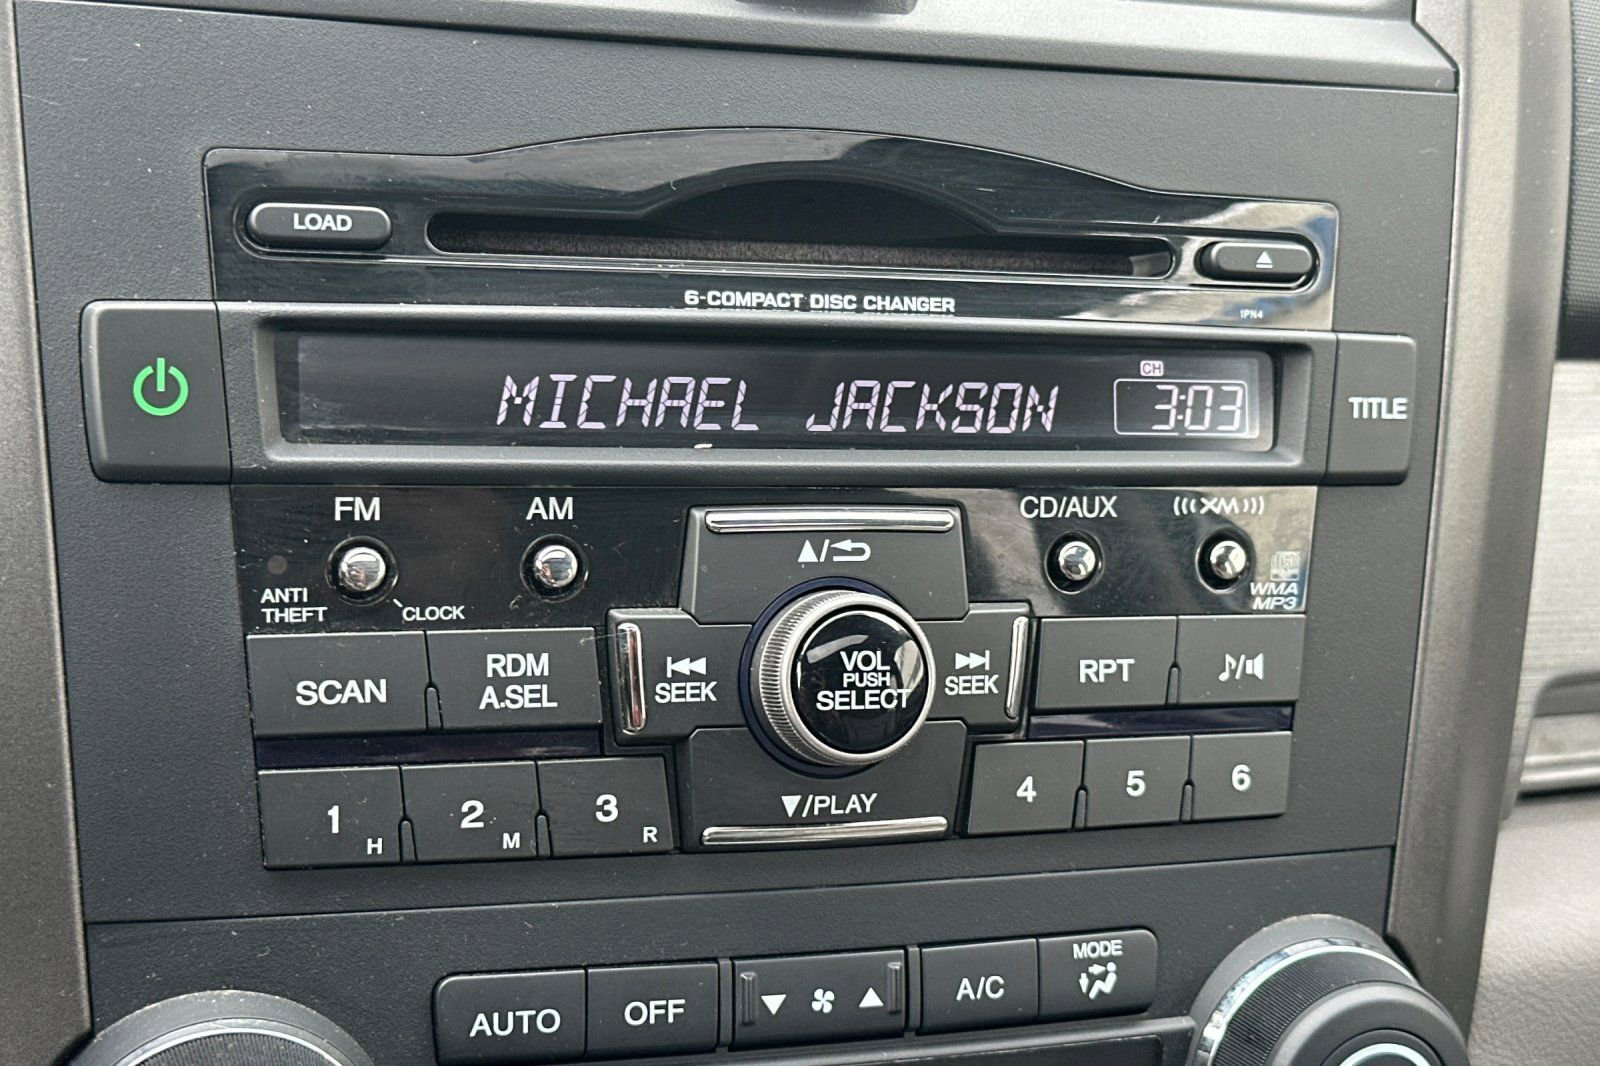 LOAD
6-COMPACT DISC CHANGER
1PN4
MICHAEL JACKSON
CH
3:03
TITLE
FM
AM
CD/AUX
(((XM)))
ANTI
THEFT
CLOCK
▲/
DISC
WMA
MP3
SCAN
RDM
A.SEL
SEEK
VOL
PUSH
SELECT
SEEK
RPT
1 H
2 M
3 R
▼/PLAY
4
5
6
AUTO
OFF
▼
▲
A/C
MODE